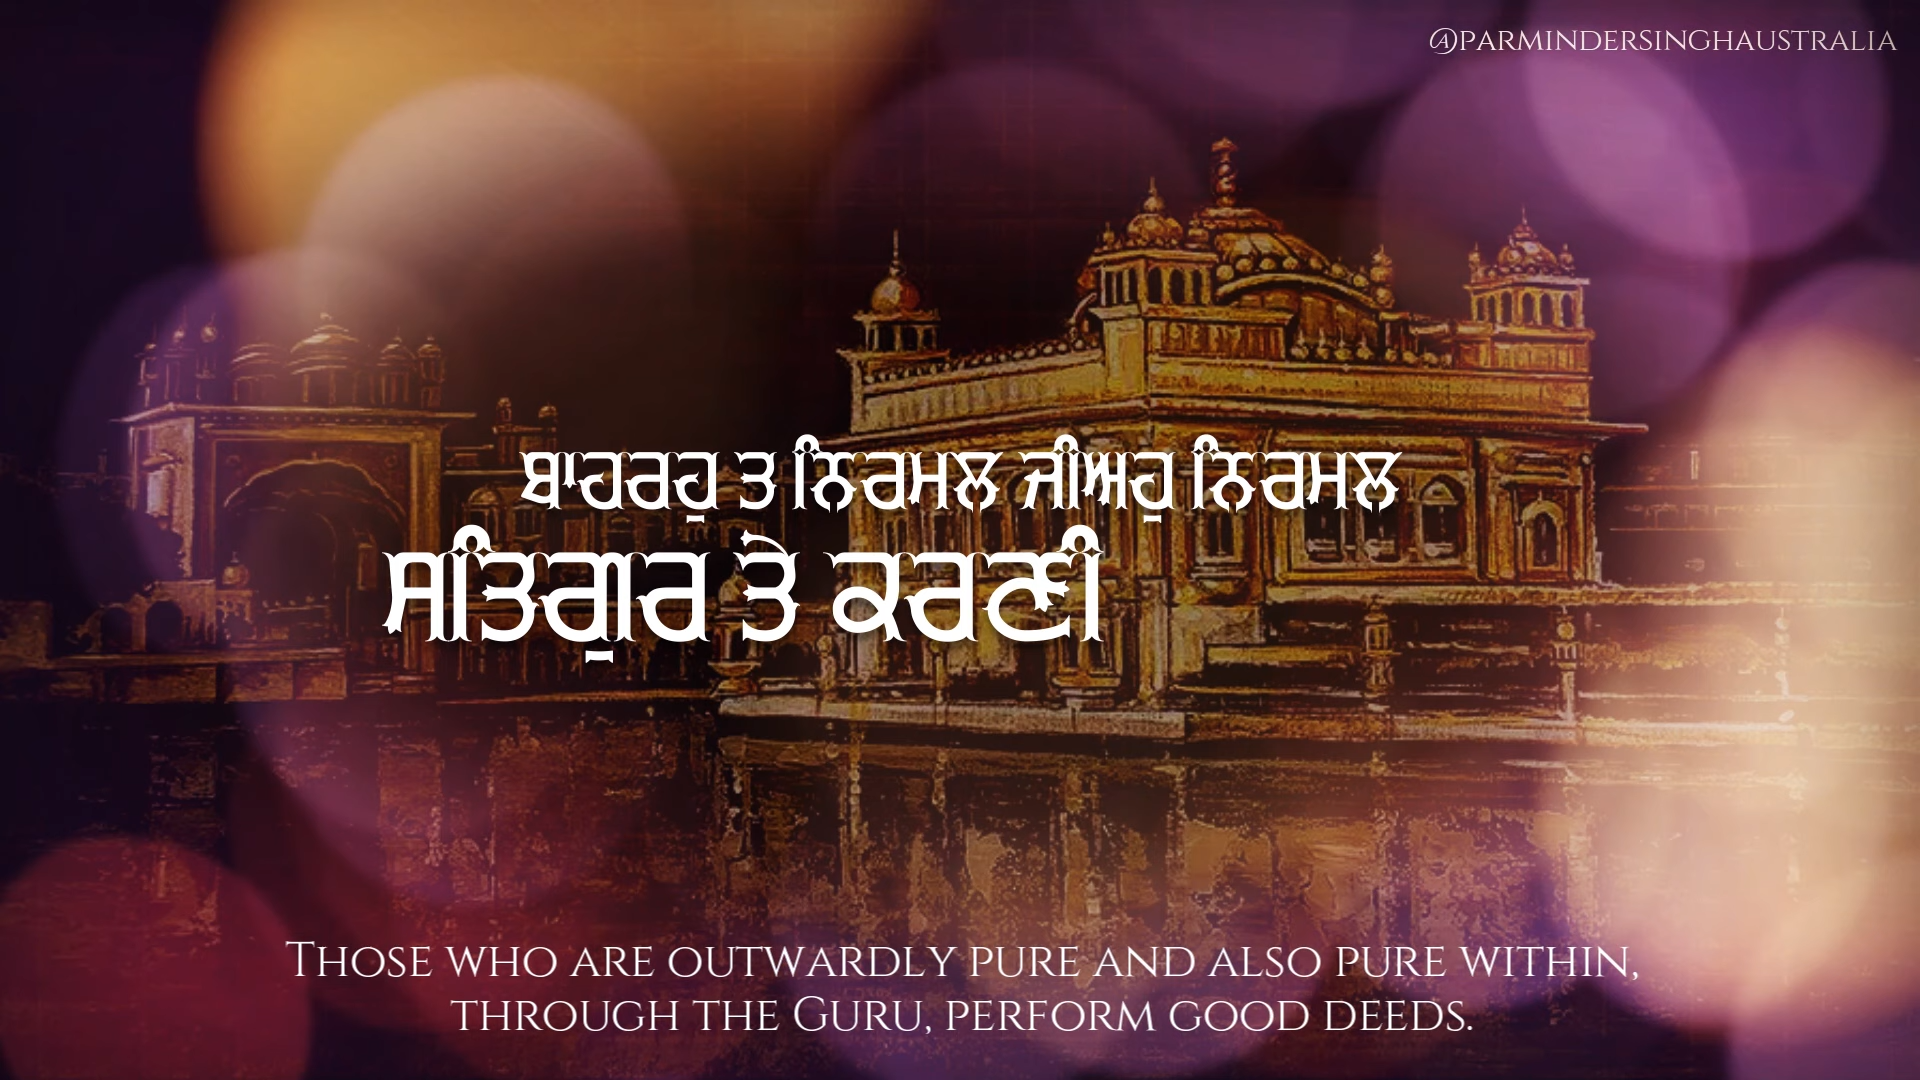 @PARMINDERSINGHAUSTRALIA
ਬਾਹਰਹੁ ਤ ਨਿਰਮਲ ਜੀਅਹੁ ਨਿਰਮਲ
ਸਤਿਗੁਰ ਤੇ ਕਰਣੀ
THOSE WHO ARE OUTWARDLY PURE AND ALSO PURE WITHIN,
THROUGH THE GURU, PERFORM GOOD DEEDS.